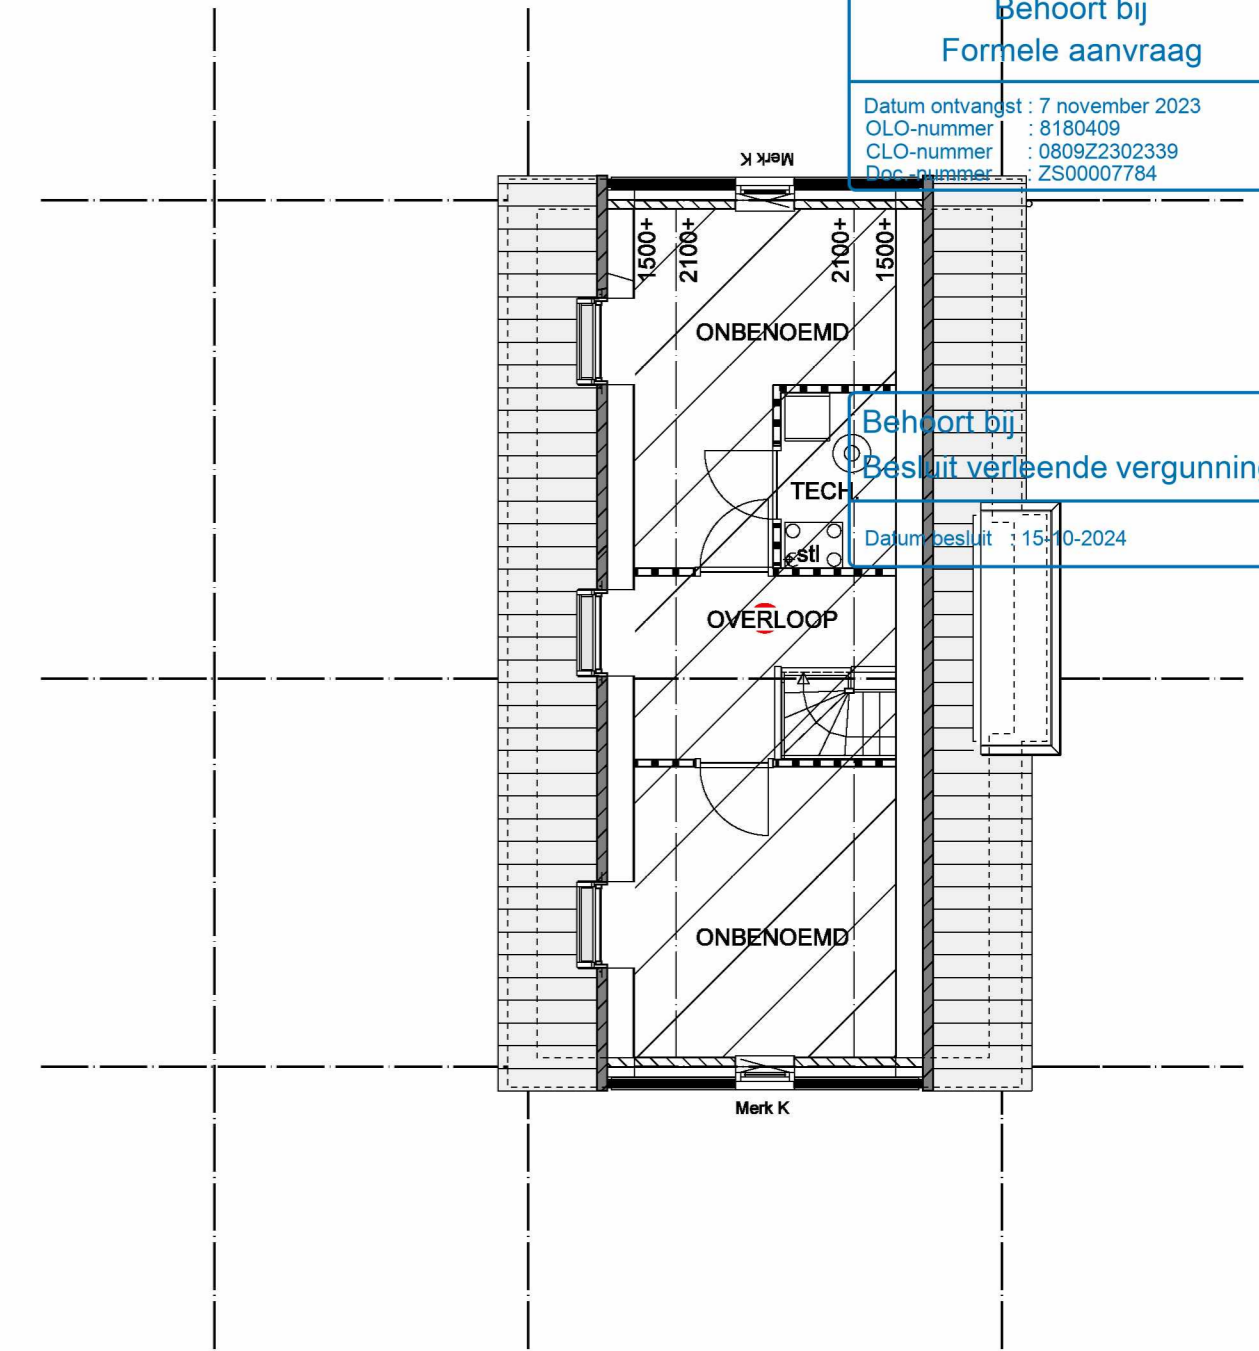 Behoort bij
Formele aanvraag
Datum ontvangst : 7 november 2023
OLO-nummer : 8180409
CLO-nummer : 0809Z2302339
Doc.-nummer : ZS00007784
Merk K
1500+
2100+
2100+
1500+
ONBENOEMD
Behoort bij
Besluit verleende vergunning
TECH.
Datum besluit : 15-10-2024
stl
OVERLOOP
ONBENOEMD
Merk K